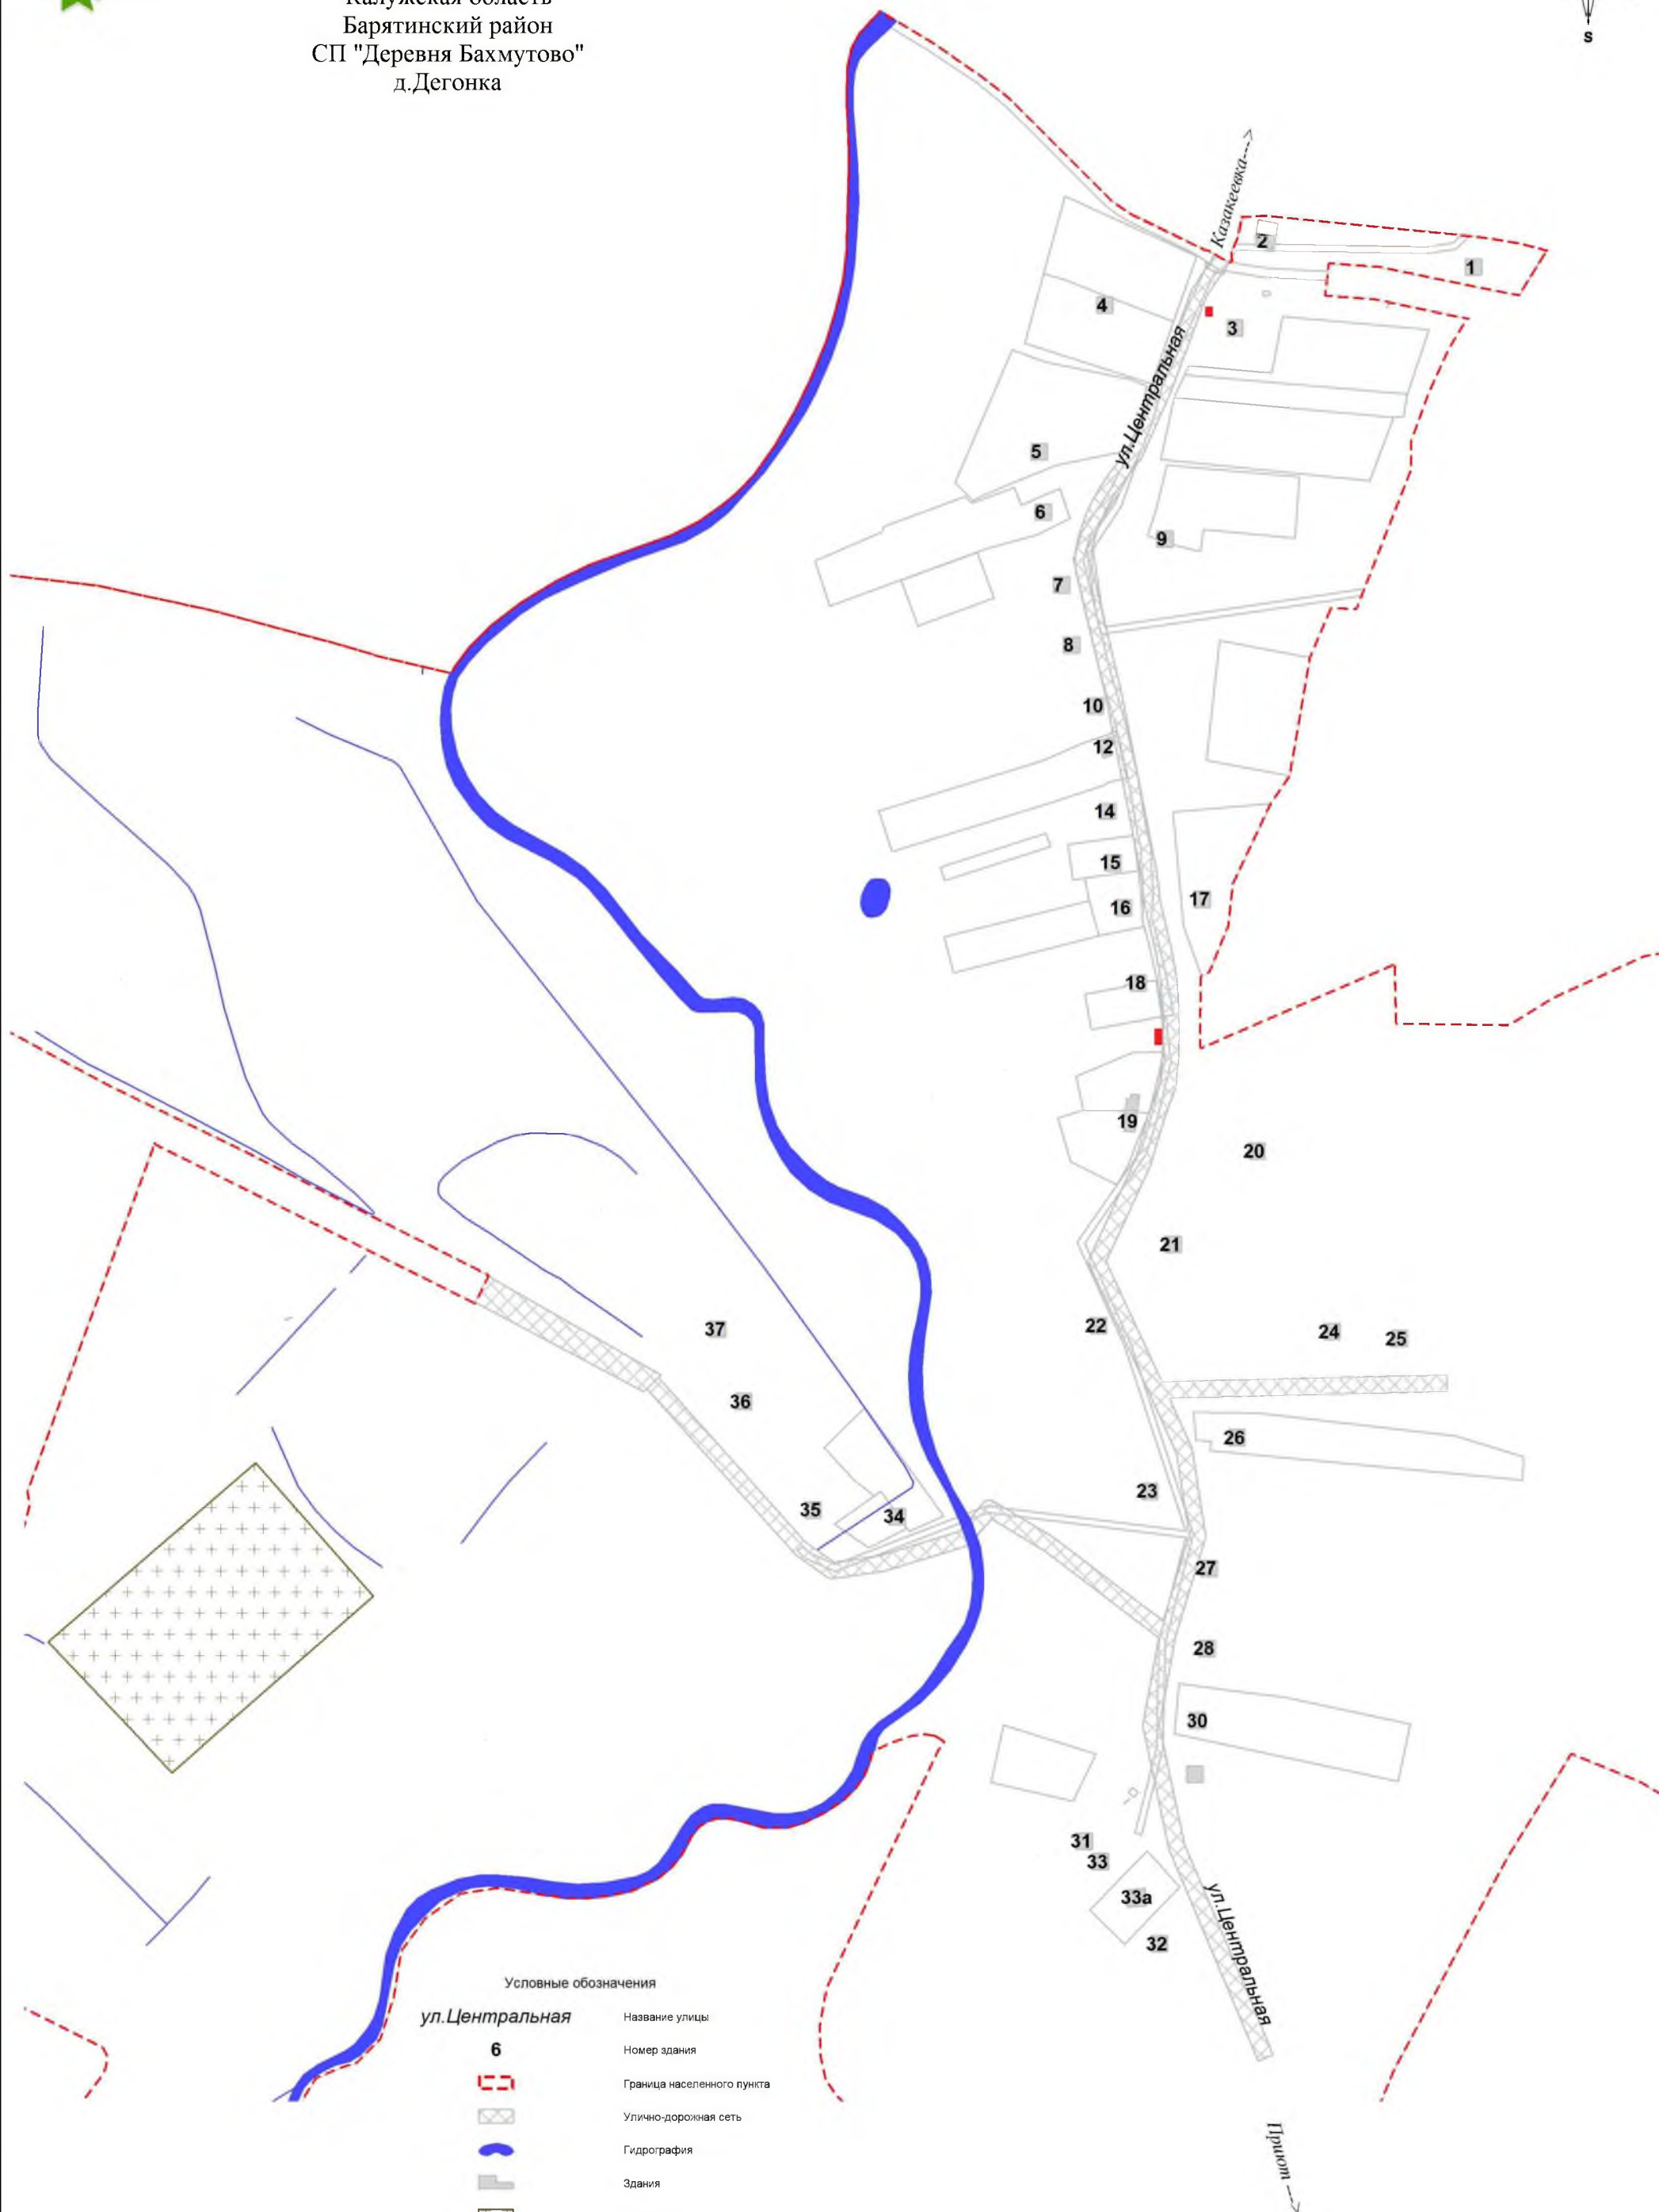 Калужская область
Барятинский район
СП "Деревня Бахмутово"
д.Дегонка
S
Казакеевка--->
2
1
4
3
ул.Центральная
5
6
9
7
8
10
12
14
15
17
16
18
19
20
21
22
24
25
37
36
26
23
35
34
27
28
30
31
33
33а
32
ул.Центральная
Приют --->
Условные обозначения
ул.Центральная Название улицы
6 Номер здания
Граница населенного пункта
Улично-дорожная сеть
Гидрография
Здания